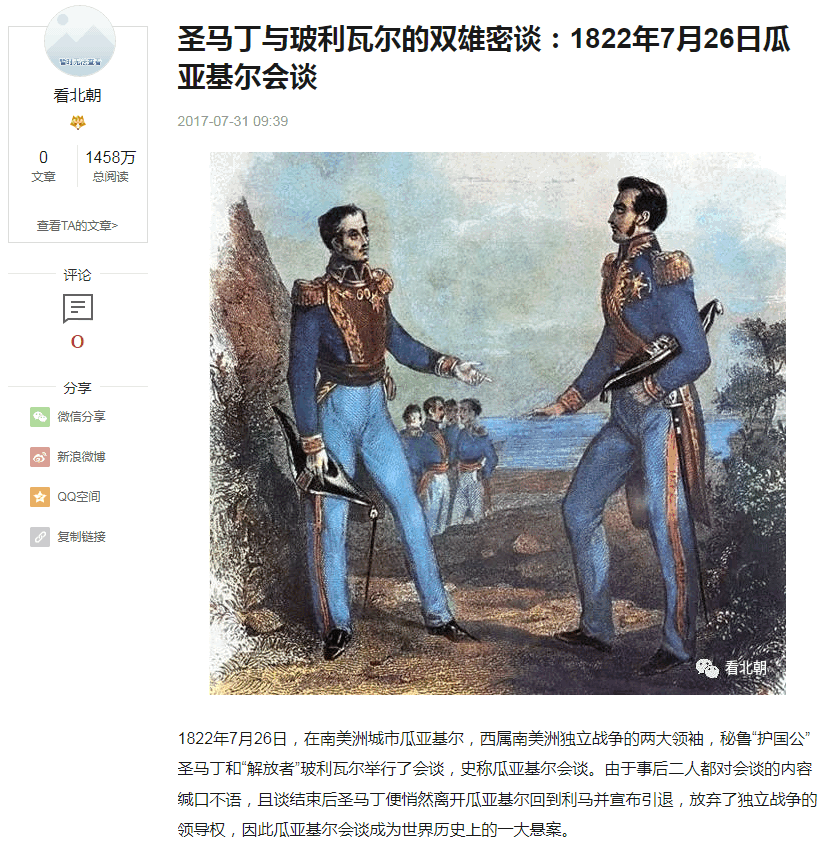 暂时无法查看
看北朝
0
文章
1458万
总阅读
查看TA的文章>
评论
0
分享
微信分享
新浪微博
QQ空间
复制链接
圣马丁与玻利瓦尔的双雄密谈：1822年7月26日瓜
亚基尔会谈
2017-07-31 09:39
看北朝
1822年7月26日，在南美洲城市瓜亚基尔，西属南美洲独立战争的两大领袖，秘鲁“护国公”
圣马丁和“解放者”玻利瓦尔举行了会谈，史称瓜亚基尔会谈。由于事后二人都对会谈的内容
缄口不语，且谈结束后圣马丁便悄然离开瓜亚基尔回到利马并宣布引退，放弃了独立战争的
领导权，因此瓜亚基尔会谈成为世界历史上的一大悬案。